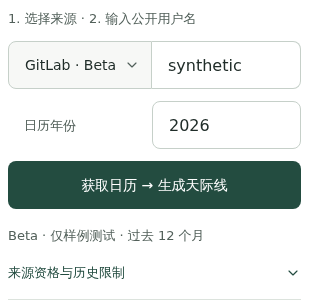 1. 选择来源 · 2. 输入公开用户名
GitLab · Beta synthetic
日历年份 2026
获取日历 → 生成天际线
Beta · 仅样例测试 · 过去 12 个月
来源资格与历史限制